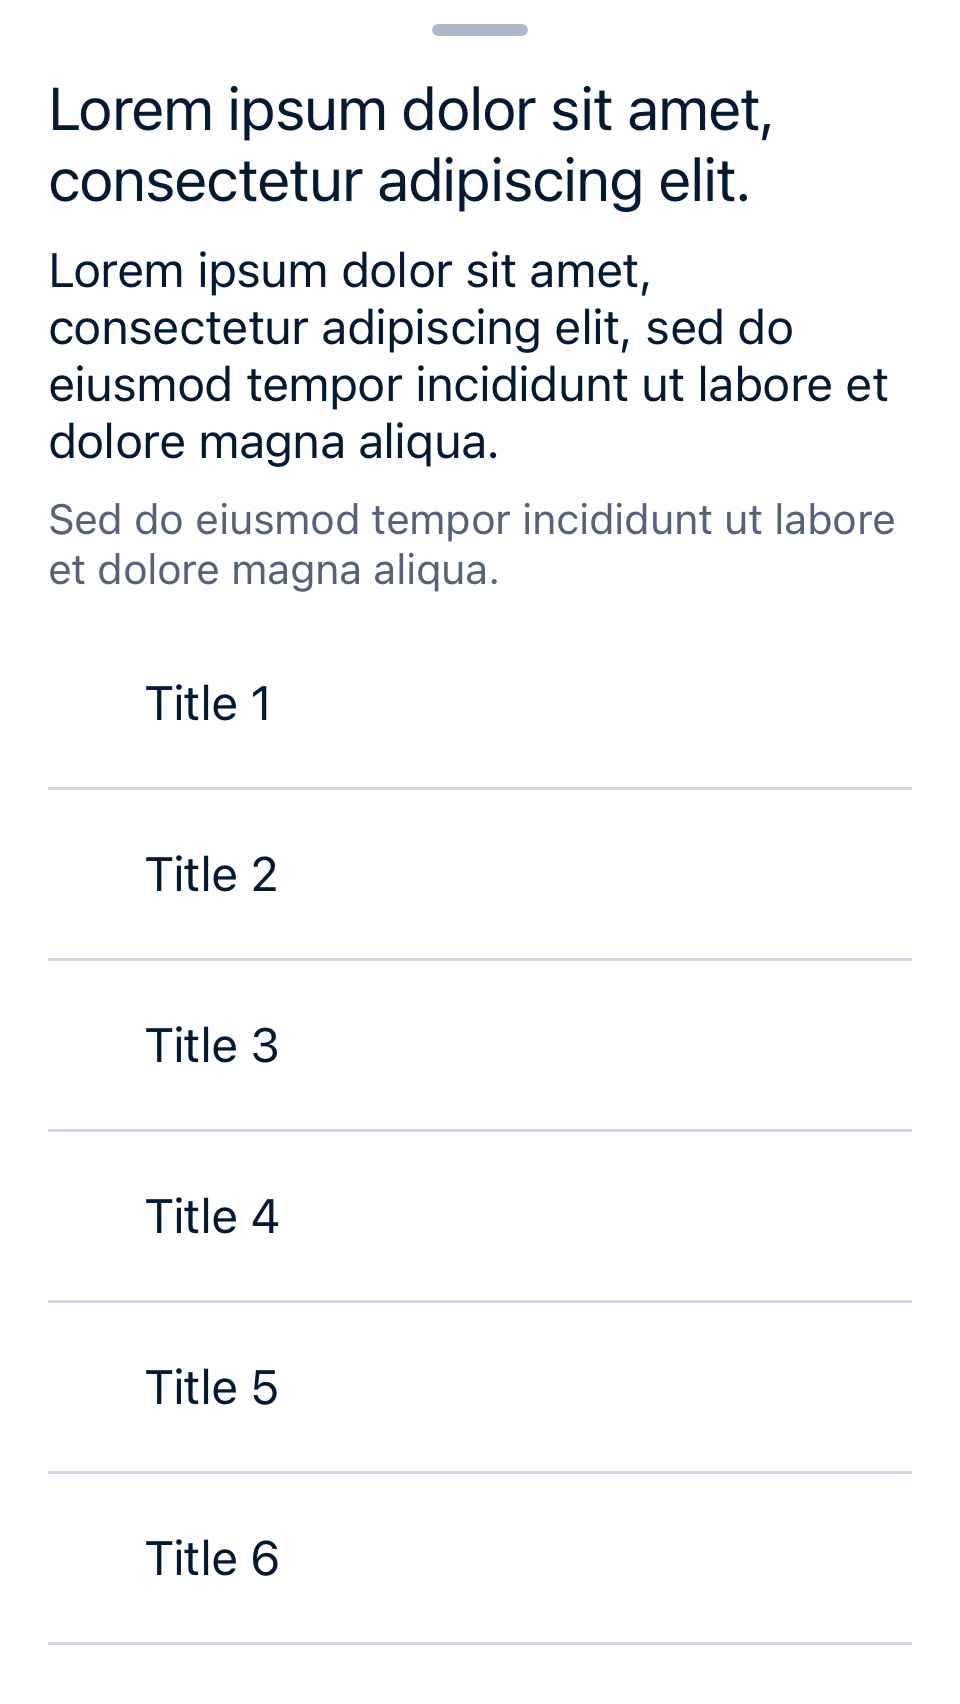 Lorem ipsum dolor sit amet,
consectetur adipiscing elit.
Lorem ipsum dolor sit amet,
consectetur adipiscing elit, sed do
eiusmod tempor incididunt ut labore et
dolore magna aliqua.
Sed do eiusmod tempor incididunt ut labore
et dolore magna aliqua.
Title 1
Title 2
Title 3
Title 4
Title 5
Title 6